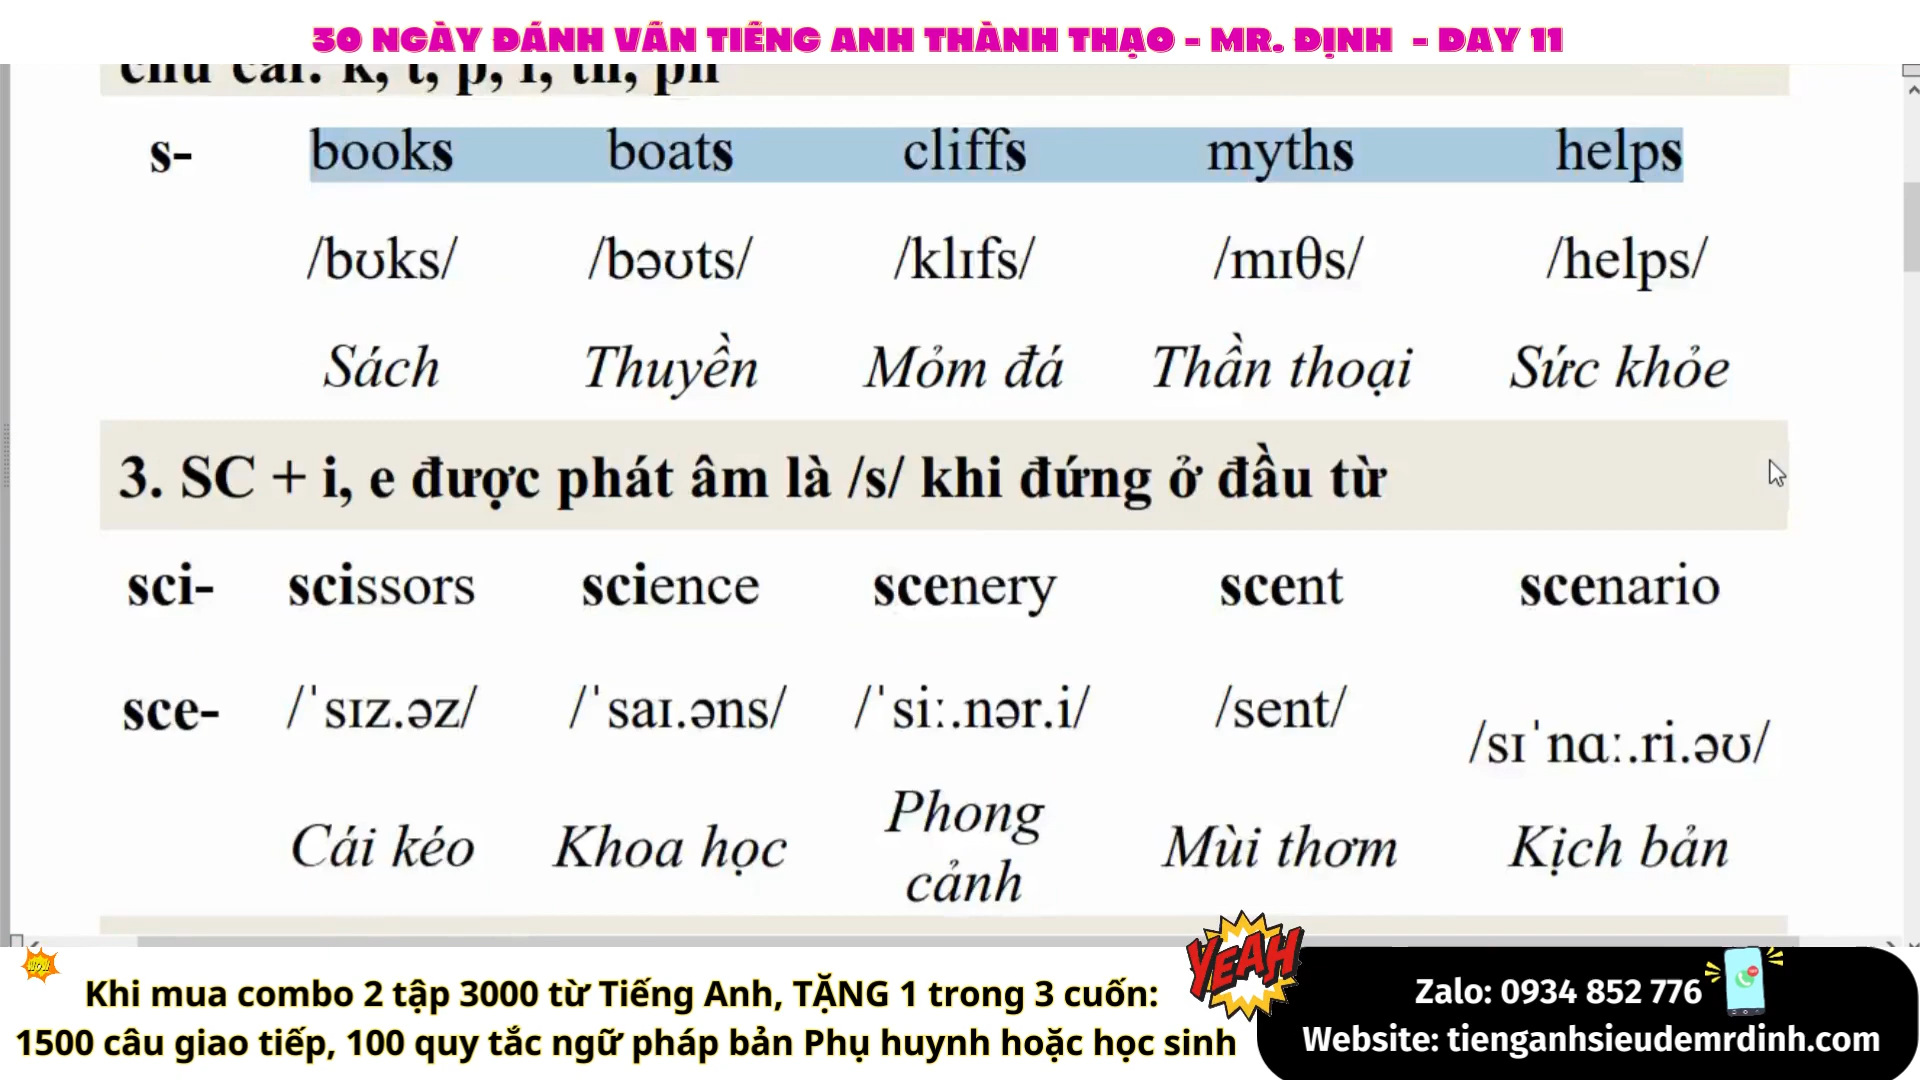 30 NGÀY ĐÁNH VẦN TIẾNG ANH THÀNH THẠO - MR. ĐỊNH - DAY 11
chữ cái: k, t, p, f, th, ph
s- books boats cliffs myths helps
/bʊks/ /bəʊts/ /klɪfs/ /mɪθs/ /helps/
Sách Thuyền Mỏm đá Thần thoại Sức khỏe
3. SC + i, e được phát âm là /s/ khi đứng ở đầu từ
sci- scissors science scenery scent scenario
sce- /ˈsɪz.əz/ /ˈsaɪ.əns/ /ˈsiː.nər.i/ /sent/ /sɪˈnɑː.ri.əʊ/
Cái kéo Khoa học Phong cảnh Mùi thơm Kịch bản
WOW
YEAH
Khi mua combo 2 tập 3000 từ Tiếng Anh, TẶNG 1 trong 3 cuốn:
1500 câu giao tiếp, 100 quy tắc ngữ pháp bản Phụ huynh hoặc học sinh
Zalo: 0934 852 776
Website: tienganhsieudemrdinh.com